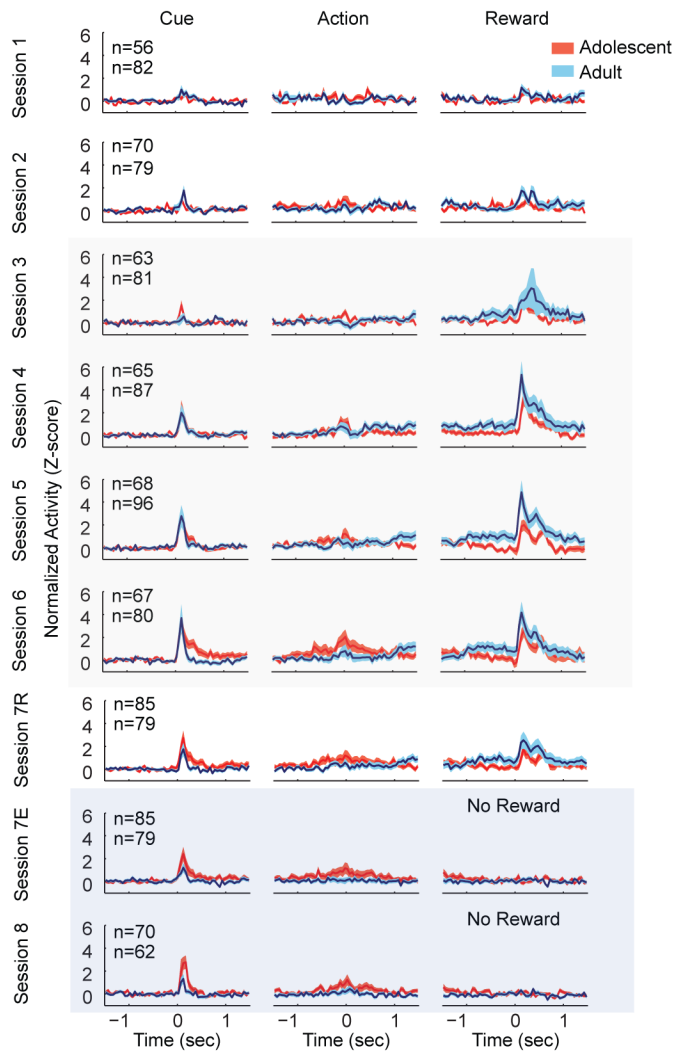 Cue Action Reward
Adolescent
Adult
Normalized Activity (Z-score)
Session 1
6
4
2
0
n=56
n=82
Session 2
6
4
2
0
n=70
n=79
Session 3
6
4
2
0
n=63
n=81
Session 4
6
4
2
0
n=65
n=87
Session 5
6
4
2
0
n=68
n=96
Session 6
6
4
2
0
n=67
n=80
Session 7R
6
4
2
0
n=85
n=79
Session 7E
6
4
2
0
n=85
n=79
No Reward
Session 8
6
4
2
0
n=70
n=62
No Reward
−1 0 1 −1 0 1 −1 0 1
Time (sec) Time (sec) Time (sec)